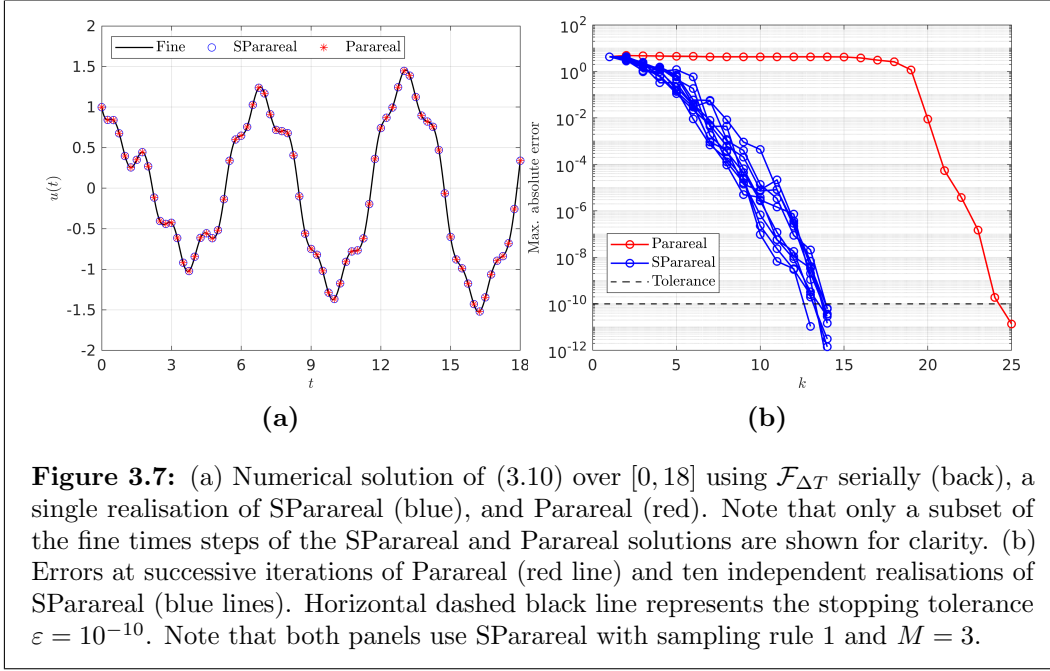 2
1.5
1
0.5
0
-0.5
-1
-1.5
-2
u(t)
Fine SParareal Parareal
0 3 6 9 12 15 18
t
(a)
10^2
10^0
10^-2
10^-4
10^-6
10^-8
10^-10
10^-12
Max. absolute error
Parareal
SParareal
Tolerance
0 5 10 15 20 25
k
(b)
Figure 3.7: (a) Numerical solution of (3.10) over [0, 18] using 𝓕_ΔT serially (back), a
single realisation of SParareal (blue), and Parareal (red). Note that only a subset of
the fine times steps of the SParareal and Parareal solutions are shown for clarity. (b)
Errors at successive iterations of Parareal (red line) and ten independent realisations of
SParareal (blue lines). Horizontal dashed black line represents the stopping tolerance
ε = 10^-10. Note that both panels use SParareal with sampling rule 1 and M = 3.